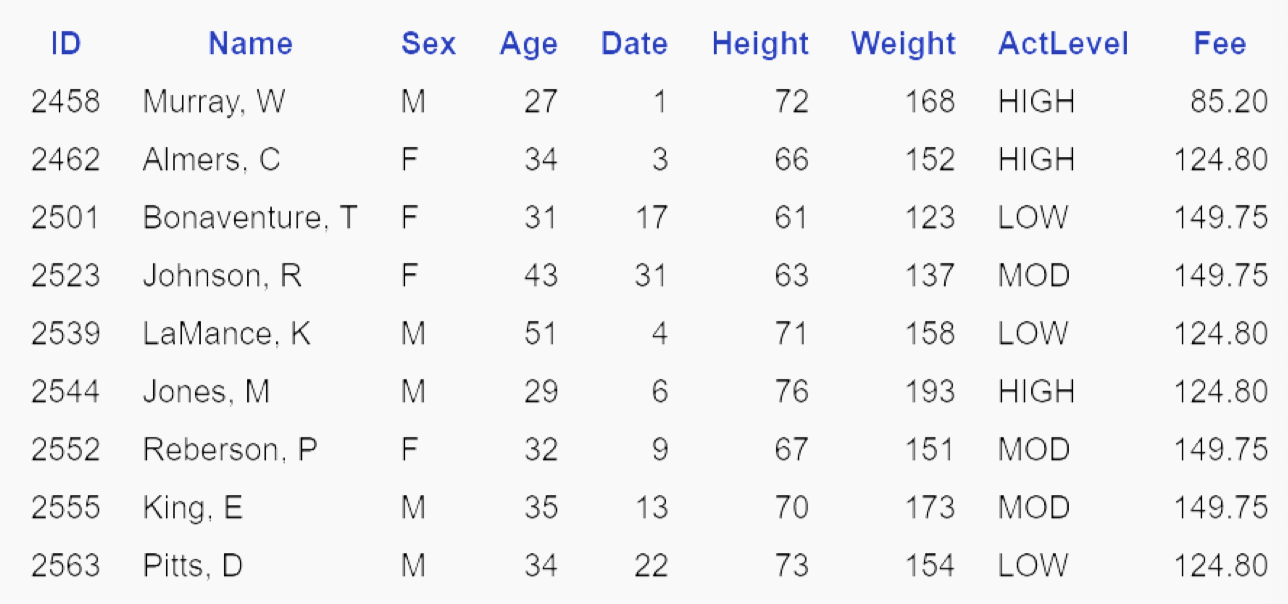 ID Name Sex Age Date Height Weight ActLevel Fee
2458 Murray, W M 27 1 72 168 HIGH 85.20
2462 Almers, C F 34 3 66 152 HIGH 124.80
2501 Bonaventure, T F 31 17 61 123 LOW 149.75
2523 Johnson, R F 43 31 63 137 MOD 149.75
2539 LaMance, K M 51 4 71 158 LOW 124.80
2544 Jones, M M 29 6 76 193 HIGH 124.80
2552 Reberson, P F 32 9 67 151 MOD 149.75
2555 King, E M 35 13 70 173 MOD 149.75
2563 Pitts, D M 34 22 73 154 LOW 124.80